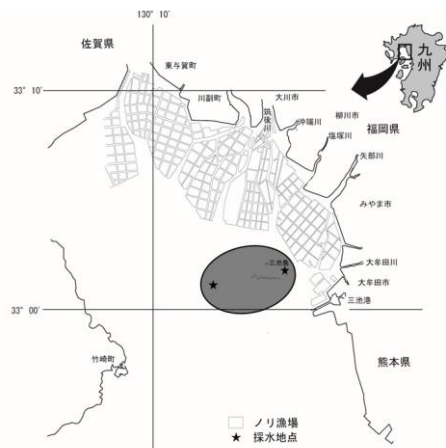 130° 10′
佐賀県
九州
東与賀町
33° 10′
川副町
大川市
筑後川
沖端川
柳川市
塩塚川
福岡県
矢部川
みやま市
三池島
大牟田川
大牟田市
33° 00′
三池港
竹崎町
熊本県
ノリ漁場
★ 採水地点